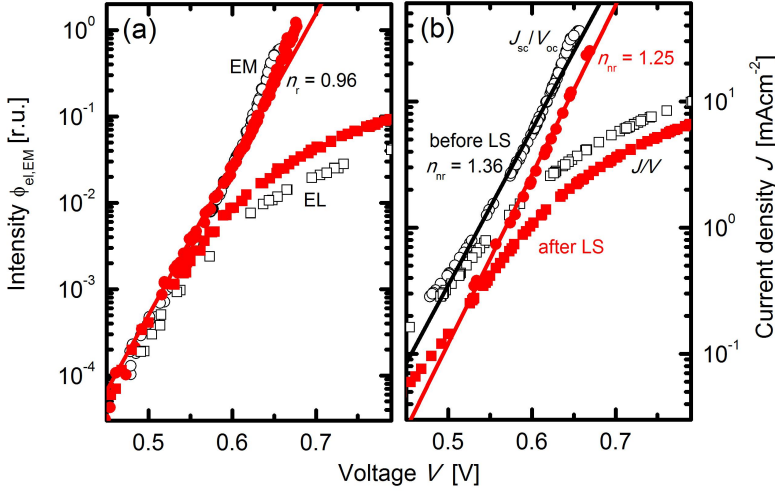 (a)
EM
n_r = 0.96
EL
10^0
10^-1
10^-2
10^-3
10^-4
Intensity ϕ_el,EM [r.u.]
0.5 0.6 0.7
(b)
J_sc/V_oc
n_nr = 1.25
before LS
n_nr = 1.36
J/V
after LS
10^1
10^0
10^-1
Current density J [mAcm^-2]
0.5 0.6 0.7
Voltage V [V]